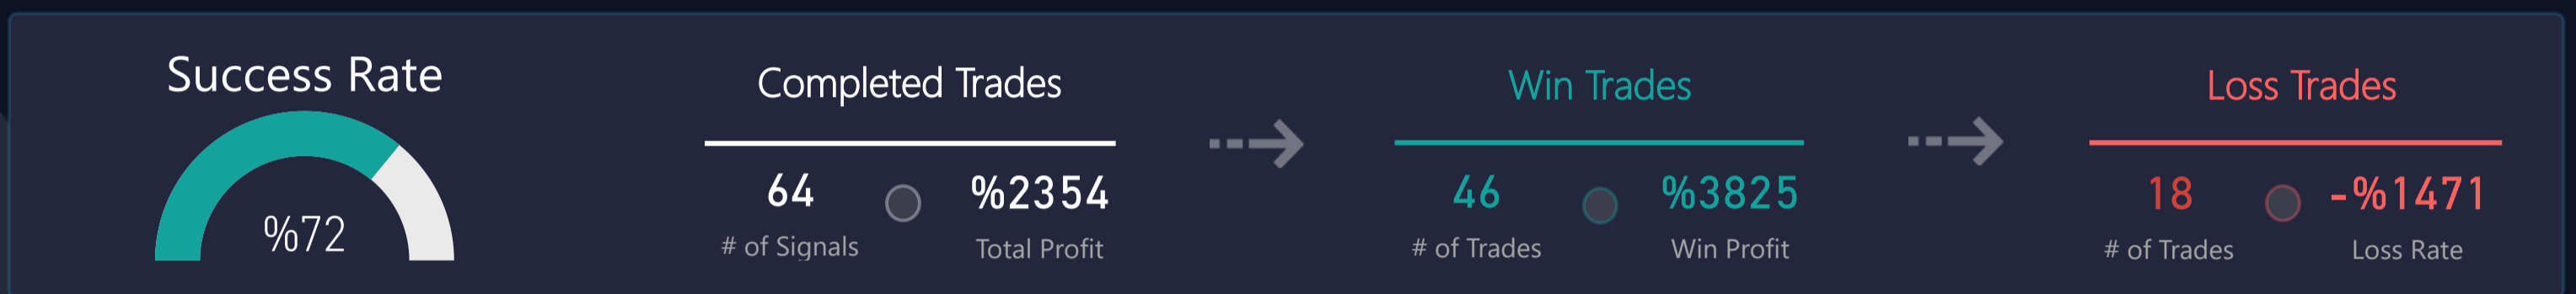 Success Rate
%72
Completed Trades
64
%2354
# of Signals
Total Profit
Win Trades
46
%3825
# of Trades
Win Profit
Loss Trades
18
-%1471
# of Trades
Loss Rate